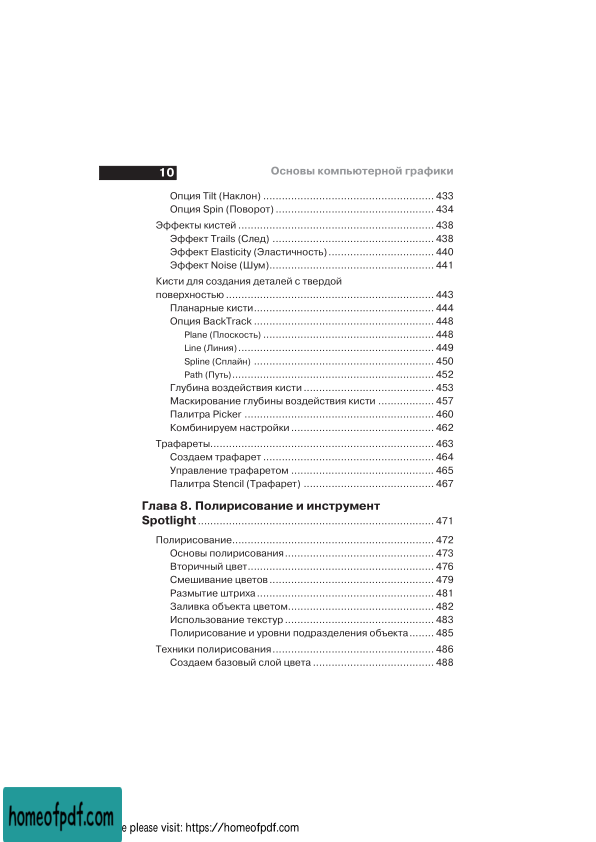 10
Основы компьютерной графики
Опция Tilt (Наклон) ........................................................ 433
Опция Spin (Поворот) .................................................... 434
Эффекты кистей ................................................................ 438
Эффект Trails (След) ..................................................... 438
Эффект Elasticity (Эластичность) .................................. 440
Эффект Noise (Шум)...................................................... 441
Кисти для создания деталей с твердой
поверхностью .................................................................... 443
Планарные кисти........................................................... 444
Опция BackTrack ........................................................... 448
Plane (Плоскость) ...................................................... 448
Line (Линия)............................................................... 449
Spline (Сплайн) .......................................................... 450
Path (Путь)................................................................. 452
Глубина воздействия кисти ........................................... 453
Маскирование глубины воздействия кисти .................. 457
Палитра Picker .............................................................. 460
Комбинируем настройки ............................................... 462
Трафареты......................................................................... 463
Создаем трафарет ........................................................ 464
Управление трафаретом ............................................... 465
Палитра Stencil (Трафарет) ........................................... 467
Глава 8. Полирисование и инструмент
Spotlight ............................................................................. 471
Полирисование.................................................................. 472
Основы полирисования................................................. 473
Вторичный цвет............................................................. 476
Смешивание цветов ...................................................... 479
Размытие штриха .......................................................... 481
Заливка объекта цветом................................................ 482
Использование текстур ................................................. 483
Полирисование и уровни подразделения объекта........ 485
Техники полирисования..................................................... 486
Создаем базовый слой цвета ........................................ 488
homeofpdf.com
e please visit: https://homeofpdf.com